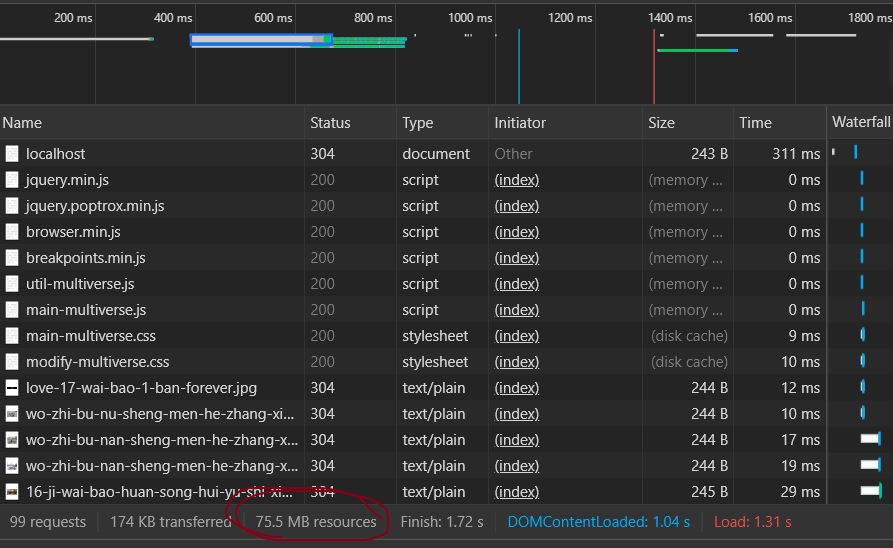 200 ms 400 ms 600 ms 800 ms 1000 ms 1200 ms 1400 ms 1600 ms 1800 ms
Name Status Type Initiator Size Time Waterfall
localhost 304 document Other 243 B 311 ms
jquery.min.js 200 script (index) (memory ... 0 ms
jquery.poptrox.min.js 200 script (index) (memory ... 0 ms
browser.min.js 200 script (index) (memory ... 0 ms
breakpoints.min.js 200 script (index) (memory ... 0 ms
util-multiverse.js 200 script (index) (memory ... 0 ms
main-multiverse.js 200 script (index) (memory ... 0 ms
main-multiverse.css 200 stylesheet (index) (disk cache) 9 ms
modify-multiverse.css 200 stylesheet (index) (disk cache) 10 ms
love-17-wai-bao-1-ban-forever.jpg 304 text/plain (index) 244 B 12 ms
wo-zhi-bu-nu-sheng-men-he-zhang-xi... 304 text/plain (index) 244 B 10 ms
wo-zhi-bu-nan-sheng-men-he-zhang-x... 304 text/plain (index) 244 B 17 ms
wo-zhi-bu-nan-sheng-men-he-zhang-x... 304 text/plain (index) 244 B 19 ms
16-ji-wai-bao-huan-song-hui-yu-shi-xi... 304 text/plain (index) 245 B 29 ms
99 requests 174 KB transferred 75.5 MB resources Finish: 1.72 s DOMContentLoaded: 1.04 s Load: 1.31 s